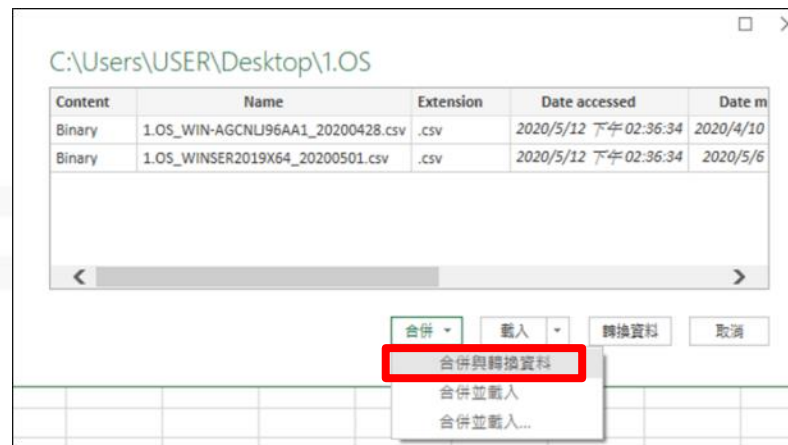 C:\Users\USER\Desktop\1.OS
Content Name Extension Date accessed Date m
Binary 1.OS_WIN-AGCNLJ96AA1_20200428.csv .csv 2020/5/12 下午 02:36:34 2020/4/10
Binary 1.OS_WINSER2019X64_20200501.csv .csv 2020/5/12 下午 02:36:34 2020/5/6
合併 載入 轉換資料 取消
合併與轉換資料
合併並載入
合併並載入...